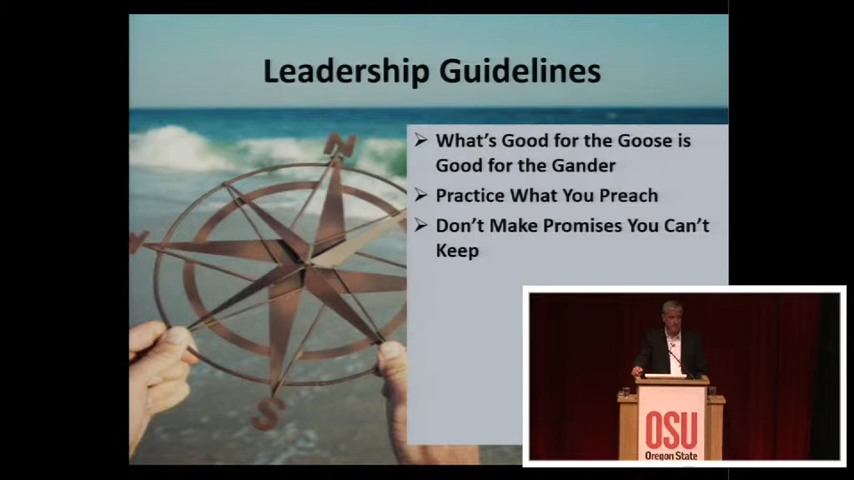 Leadership Guidelines
N
W
S
➢ What's Good for the Goose is
Good for the Gander
➢ Practice What You Preach
➢ Don't Make Promises You Can't
Keep
OSU
Oregon State